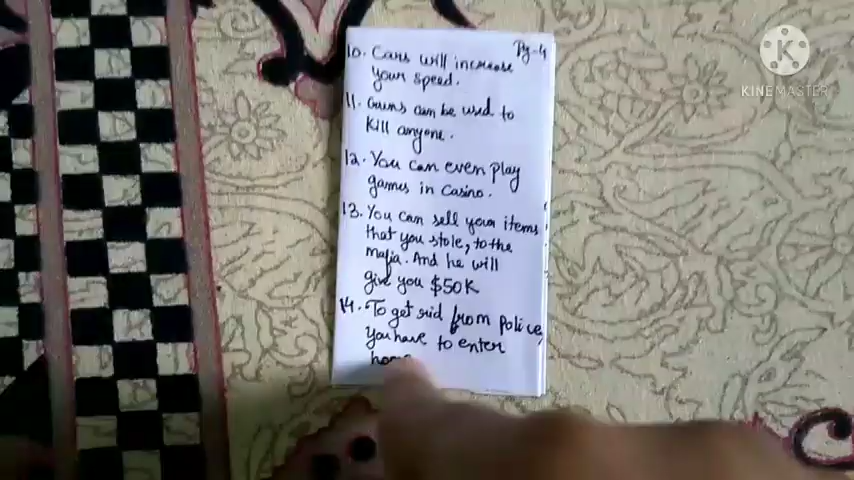 Pg-4
10. Cars will increase
your speed.
11. Guns can be used to
kill anyone.
12. You can even play
games in casino.
13. You can sell your items
that you stole, to the
mafia. And he will
give you $50K
14. To get rid from police,
you have to enter
KINEMASTER